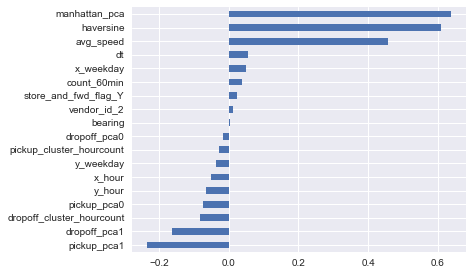 manhattan_pca
haversine
avg_speed
dt
x_weekday
count_60min
store_and_fwd_flag_Y
vendor_id_2
bearing
dropoff_pca0
pickup_cluster_hourcount
y_weekday
x_hour
y_hour
pickup_pca0
dropoff_cluster_hourcount
dropoff_pca1
pickup_pca1
−0.2 0.0 0.2 0.4 0.6